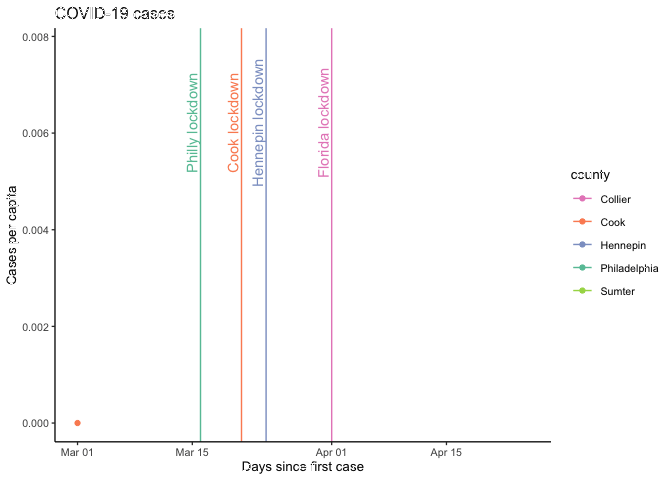 COVID-19 cases
0.008
0.006
0.004
0.002
0.000
Cases per capita
Philly lockdown
Cook lockdown
Hennepin lockdown
Florida lockdown
Mar 01
Mar 15
Apr 01
Apr 15
Days since first case
county
Collier
Cook
Hennepin
Philadelphia
Sumter